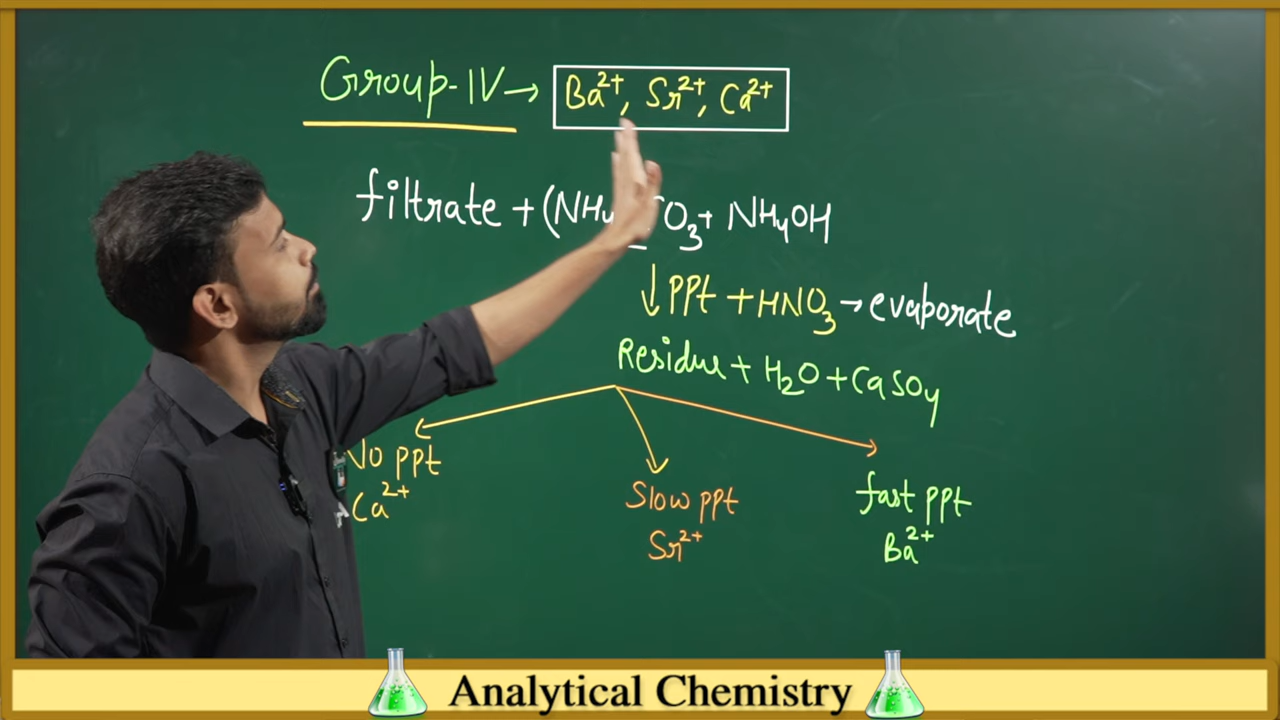 Group-IV → Ba²⁺, Sr²⁺, Ca²⁺
filtrate + (NH₄ O₃ + NH₄OH
↓ ppt + HNO₃ → evaporate
Residue + H₂O + CaSO₄
No ppt
Ca²⁺
Slow ppt
Sr²⁺
fast ppt
Ba²⁺
Analytical Chemistry